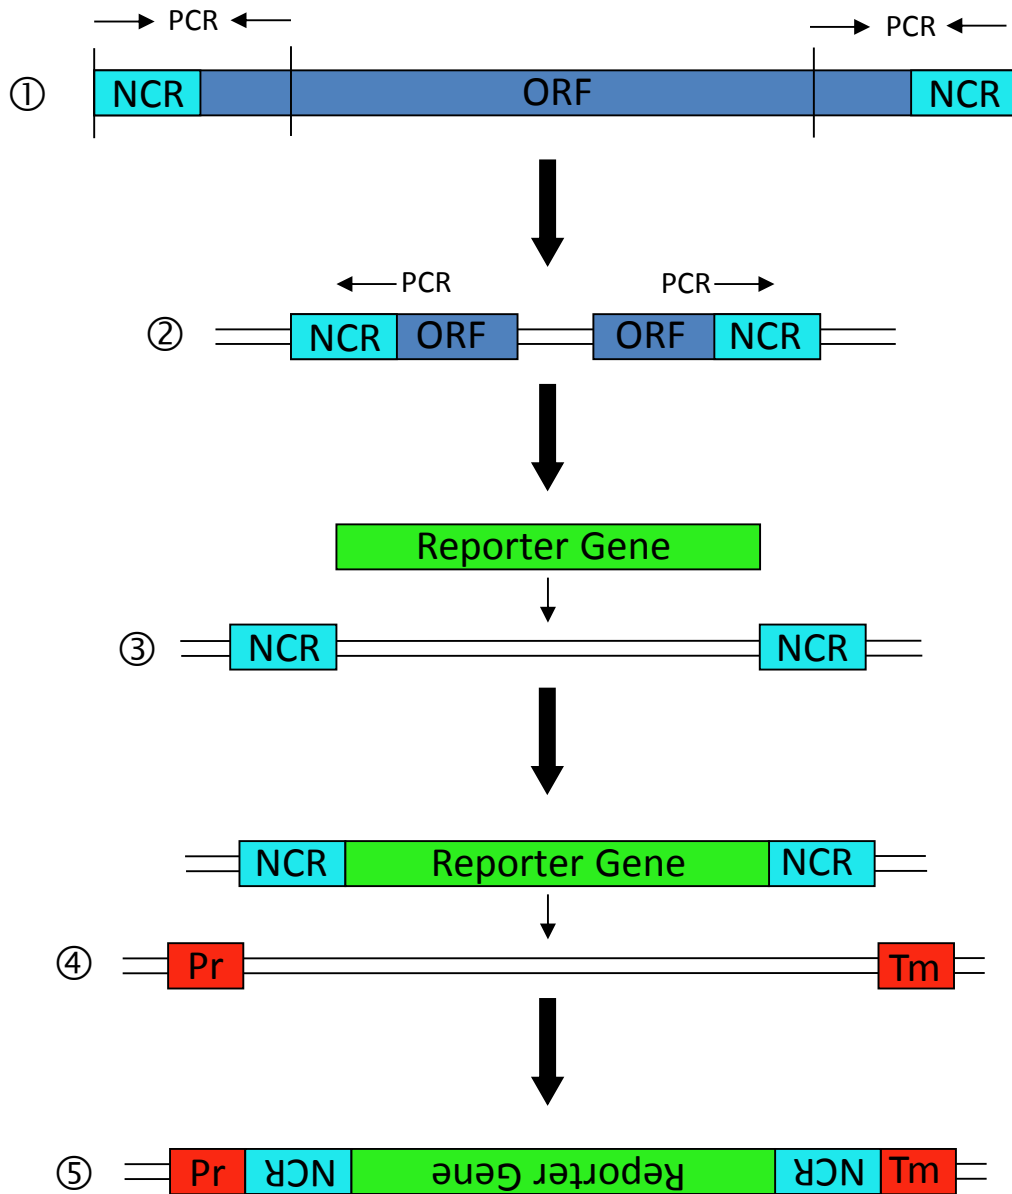 PCR PCR
① NCR ORF NCR
PCR PCR
② NCR ORF ORF NCR
Reporter Gene
③ NCR NCR
NCR Reporter Gene NCR
④ Pr Tm
⑤ Pr NCR Reporter Gene NCR Tm